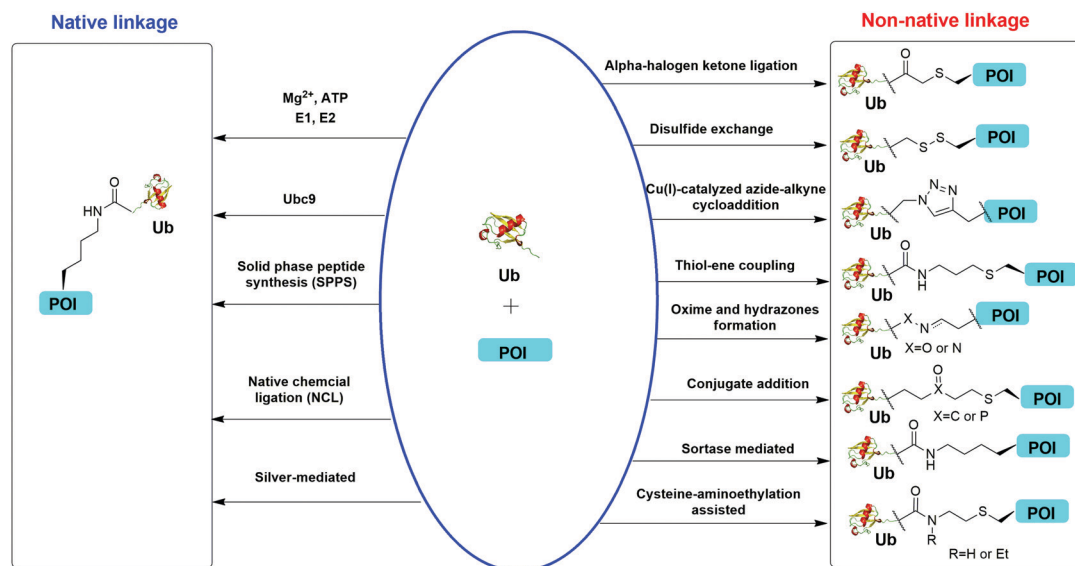 Native linkage
Non-native linkage
Mg2+, ATP
E1, E2
Ubc9
Solid phase peptide
synthesis (SPPS)
Native chemcial
ligation (NCL)
Silver-mediated
O
HN
Ub
POI
Ub
+
POI
Alpha-halogen ketone ligation
Disulfide exchange
Cu(I)-catalyzed azide-alkyne
cycloaddition
Thiol-ene coupling
Oxime and hydrazones
formation
Conjugate addition
Sortase mediated
Cysteine-aminoethylation
assisted
O
S
POI
Ub
S
S
POI
Ub
N
N
N
POI
Ub
O
N
H
S
POI
Ub
X
N
POI
Ub
X=O or N
O
X
S
POI
Ub
X=C or P
O
N
H
POI
Ub
O
N
R
S
POI
Ub
R=H or Et